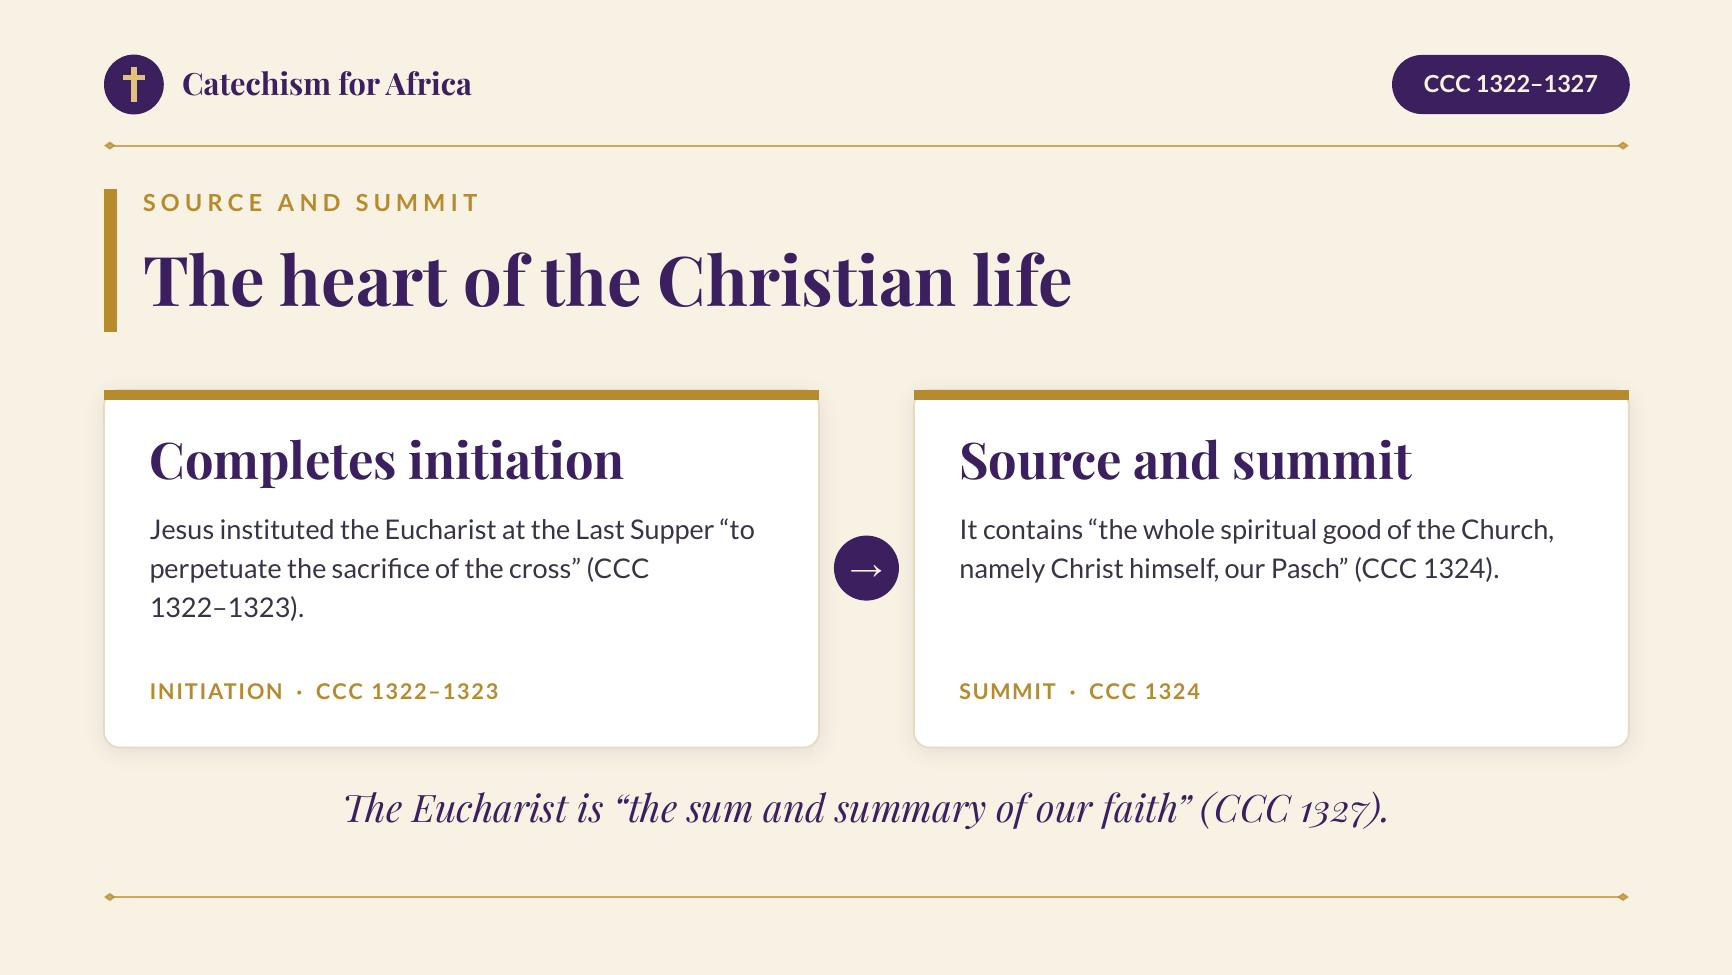 Catechism for Africa
CCC 1322–1327
SOURCE AND SUMMIT
The heart of the Christian life
Completes initiation
Jesus instituted the Eucharist at the Last Supper “to
perpetuate the sacrifice of the cross” (CCC
1322–1323).
INITIATION · CCC 1322–1323
→
Source and summit
It contains “the whole spiritual good of the Church,
namely Christ himself, our Pasch” (CCC 1324).
SUMMIT · CCC 1324
The Eucharist is “the sum and summary of our faith” (CCC 1327).